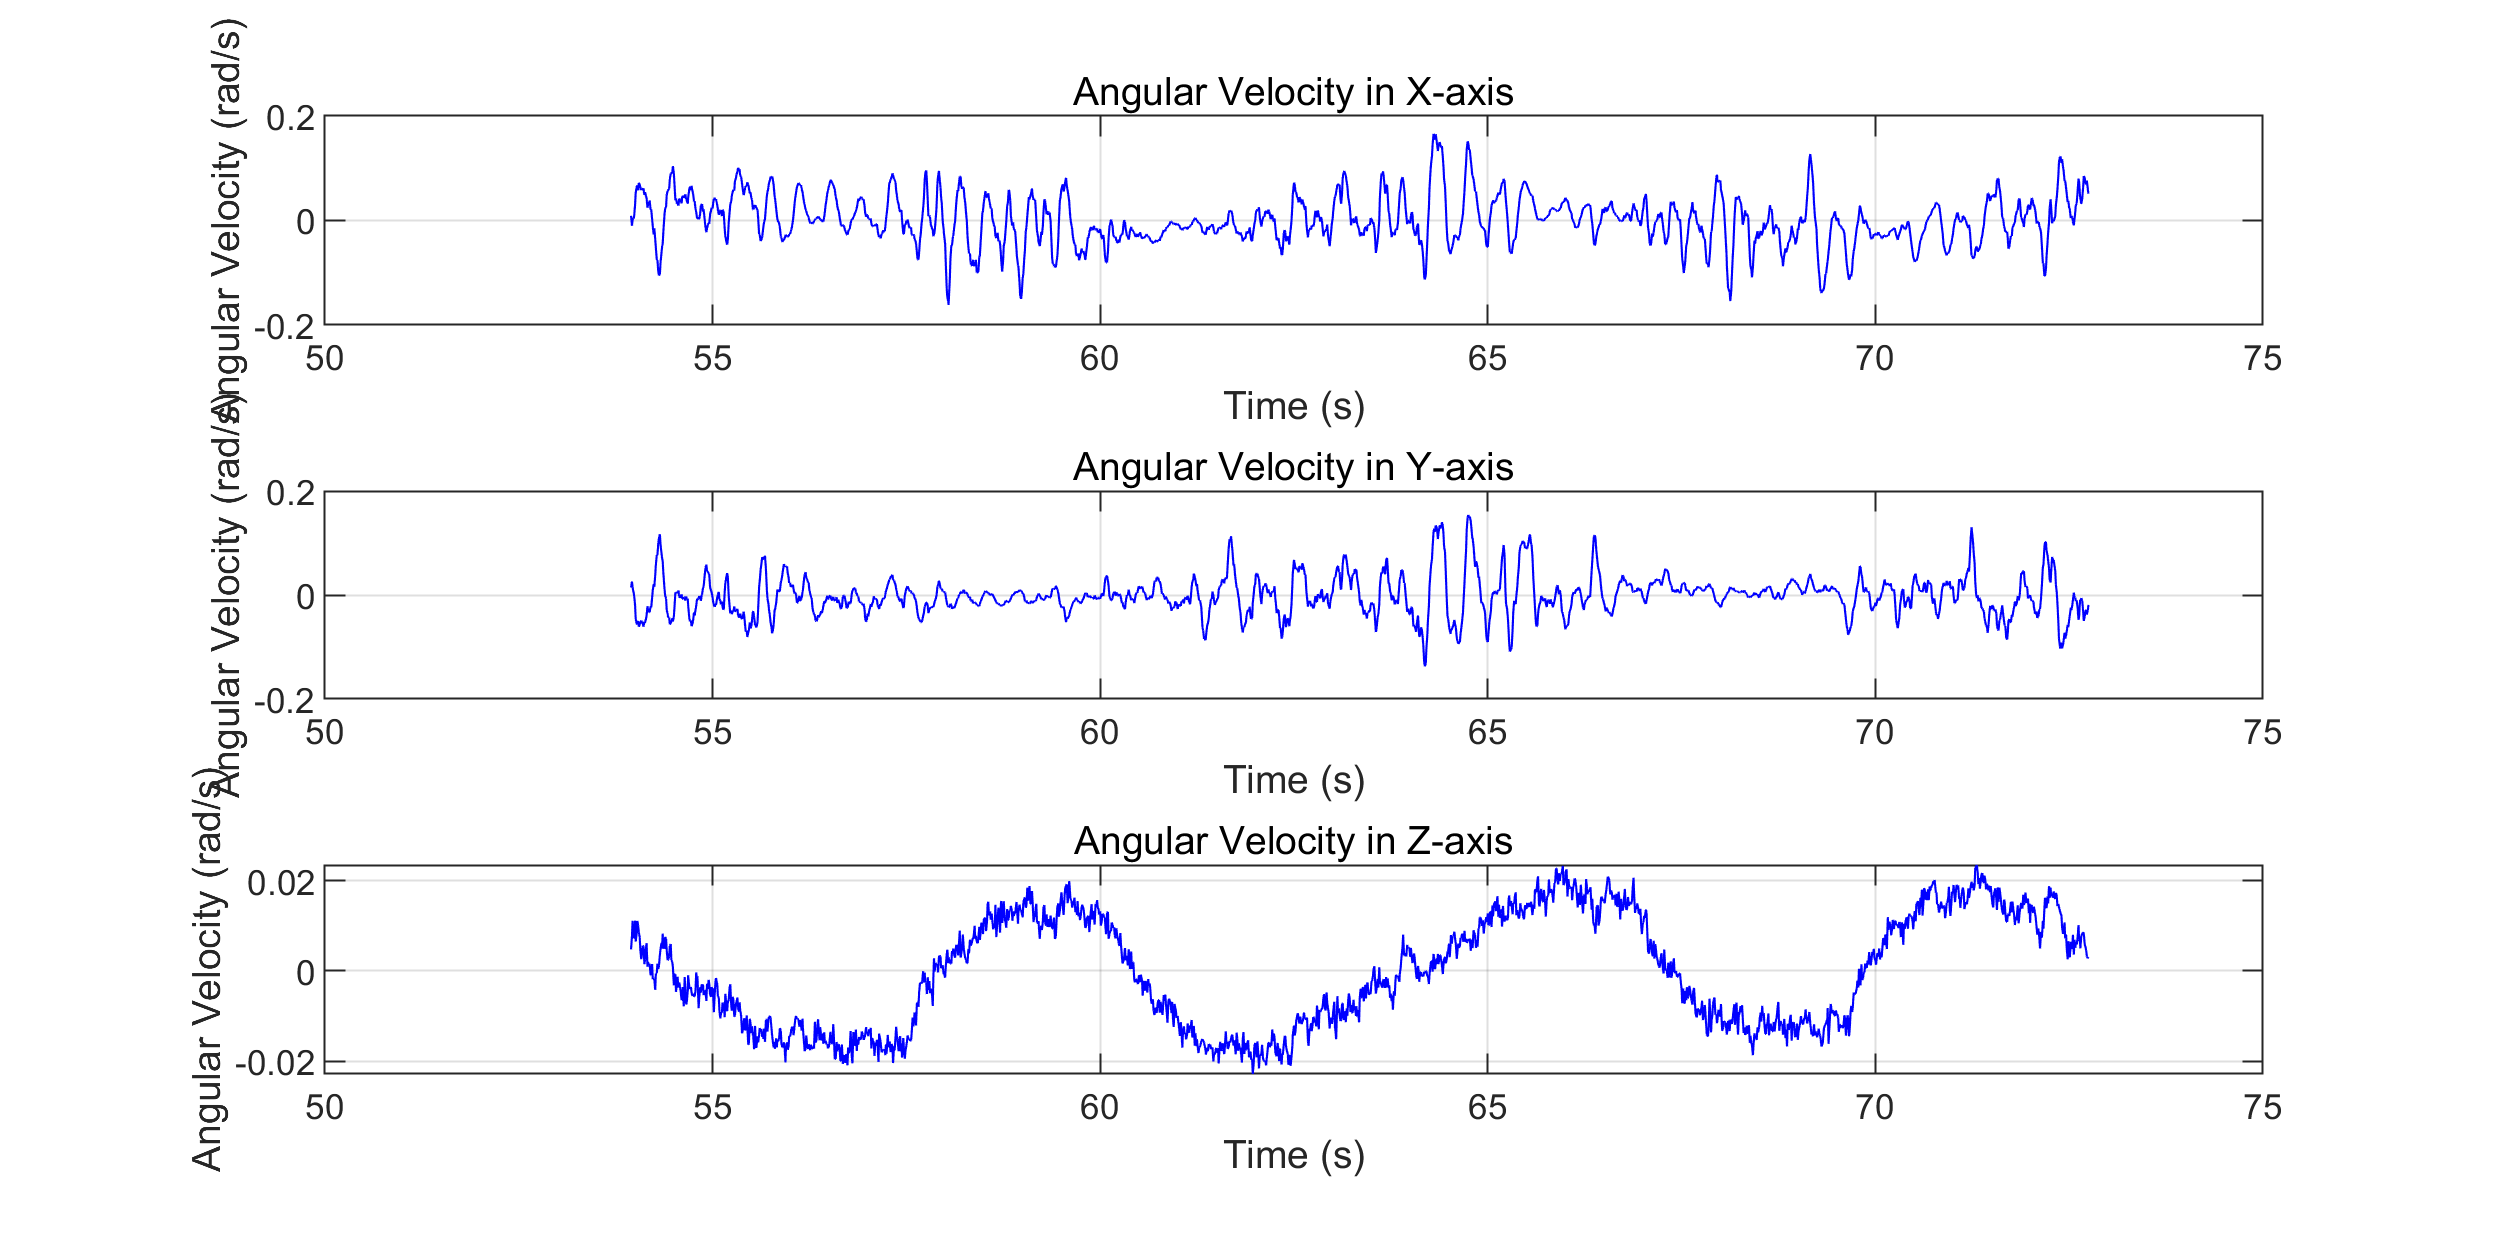 Angular Velocity in X-axis
Angular Velocity (rad/s)
0.2
0
-0.2
50 55 60 65 70 75
Time (s)
Angular Velocity in Y-axis
Angular Velocity (rad/s)
0.2
0
-0.2
50 55 60 65 70 75
Time (s)
Angular Velocity in Z-axis
Angular Velocity (rad/s)
0.02
0
-0.02
50 55 60 65 70 75
Time (s)